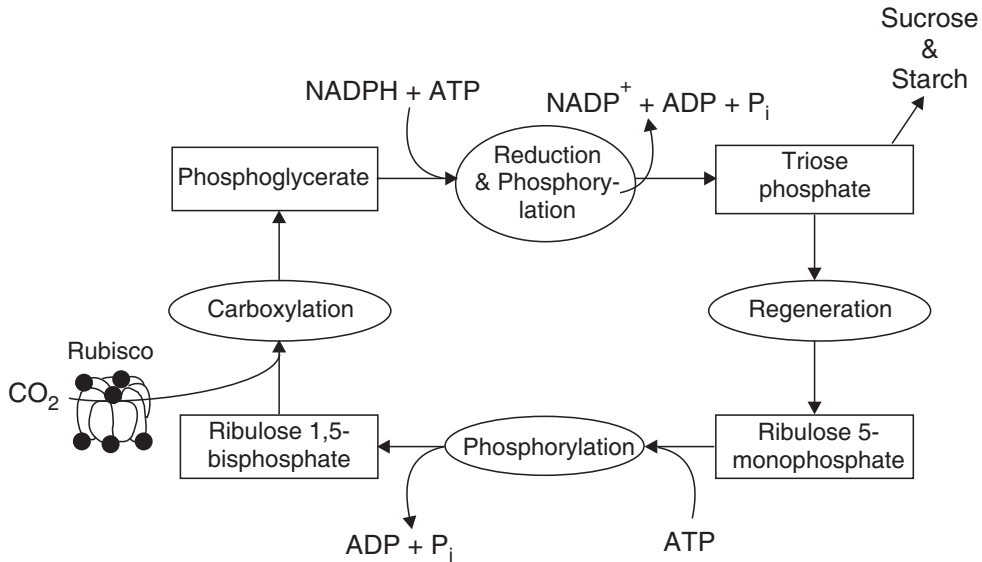 Sucrose
&
Starch
NADPH + ATP
NADP⁺ + ADP + Pᵢ
Phosphoglycerate
Reduction
& Phosphory-
lation
Triose
phosphate
Carboxylation
Regeneration
Rubisco
CO₂
Ribulose 1,5-
bisphosphate
Phosphorylation
Ribulose 5-
monophosphate
ADP + Pᵢ
ATP